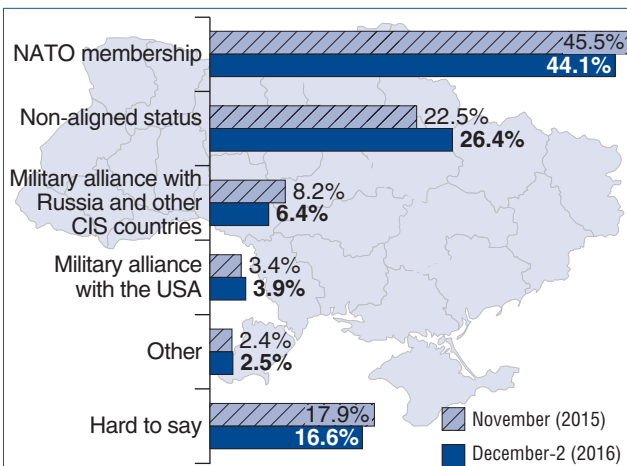 NATO membership
45.5%
44.1%
Non-aligned status
22.5%
26.4%
Military alliance with
Russia and other
CIS countries
8.2%
6.4%
Military alliance
with the USA
3.4%
3.9%
Other
2.4%
2.5%
Hard to say
17.9%
16.6%
November (2015)
December-2 (2016)